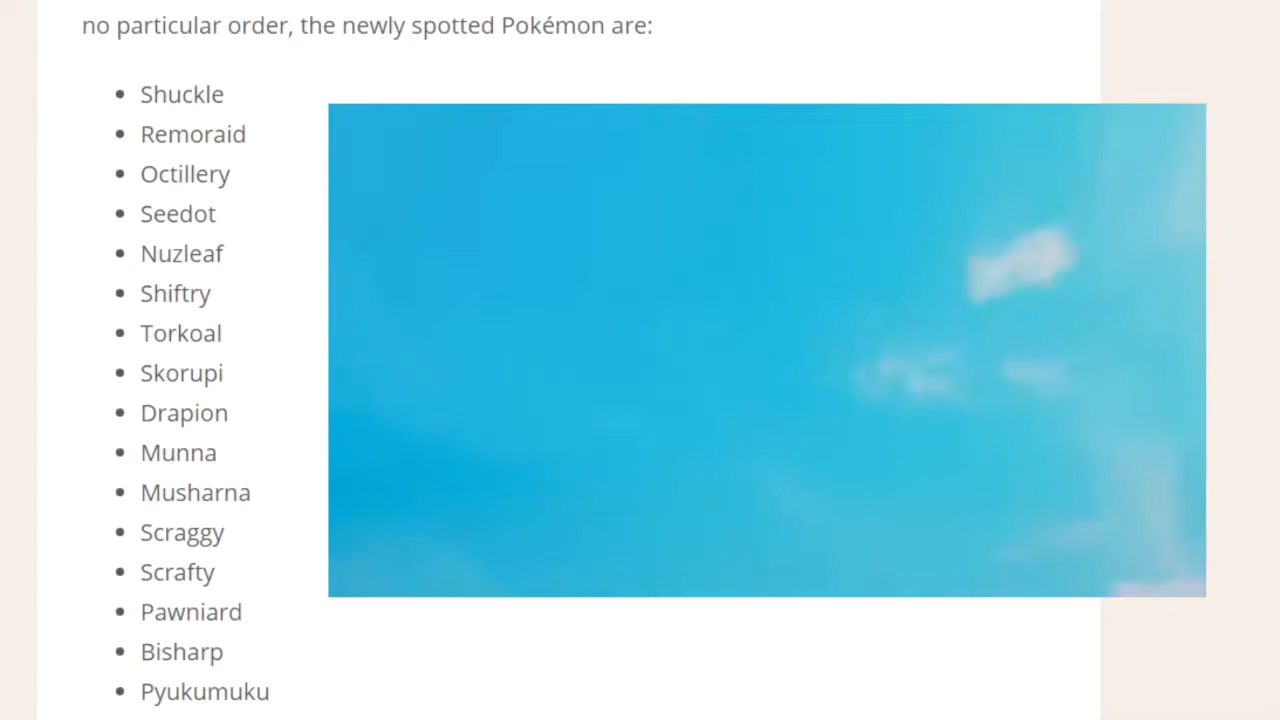 no particular order, the newly spotted Pokémon are:
• Shuckle
• Remoraid
• Octillery
• Seedot
• Nuzleaf
• Shiftry
• Torkoal
• Skorupi
• Drapion
• Munna
• Musharna
• Scraggy
• Scrafty
• Pawniard
• Bisharp
• Pyukumuku